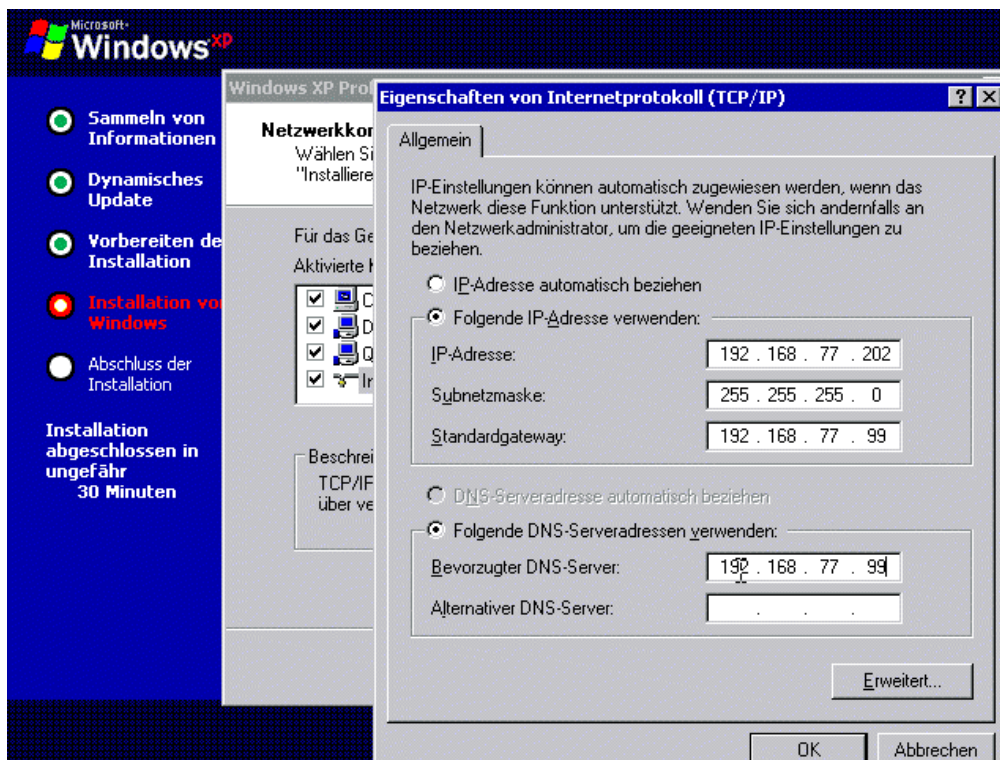 Microsoft
Windows xp
Sammeln von
Informationen
Dynamisches
Update
Vorbereiten de
Installation
Installation vo
Windows
Abschluss der
Installation
Installation
abgeschlossen in
ungefähr
30 Minuten
Windows XP Prof
Netzwerkkor
Wählen Si
"Installiere
Für das Ge
Aktivierte
C
D
Q
In
Beschrei
TCP/IF
über ve
Eigenschaften von Internetprotokoll (TCP/IP)
Allgemein
IP-Einstellungen können automatisch zugewiesen werden, wenn das
Netzwerk diese Funktion unterstützt. Wenden Sie sich andernfalls an
den Netzwerkadministrator, um die geeigneten IP-Einstellungen zu
beziehen.
IP-Adresse automatisch beziehen
Folgende IP-Adresse verwenden:
IP-Adresse: 192 . 168 . 77 . 202
Subnetzmaske: 255 . 255 . 255 . 0
Standardgateway: 192 . 168 . 77 . 99
DNS-Serveradresse automatisch beziehen
Folgende DNS-Serveradressen verwenden:
Bevorzugter DNS-Server: 192 . 168 . 77 . 99
Alternativer DNS-Server: . . .
Erweitert...
OK Abbrechen